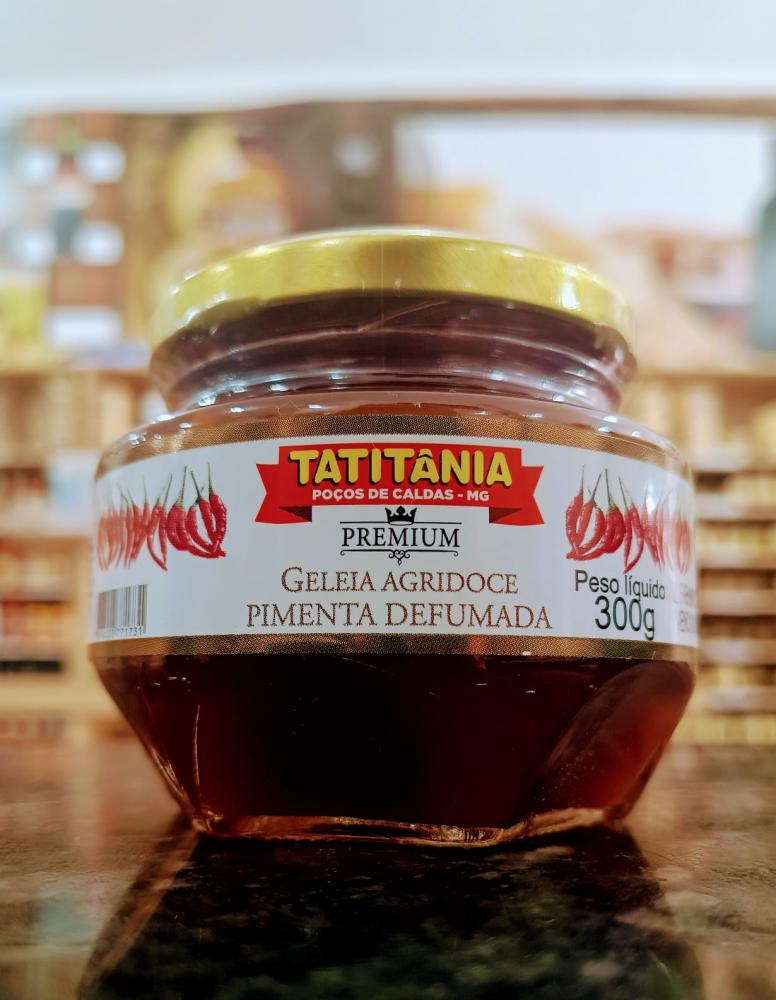 TATITÂNIA
POÇOS DE CALDAS - MG
PREMIUM
GELEIA AGRIDOCE
PIMENTA DEFUMADA
Peso líquido
300g